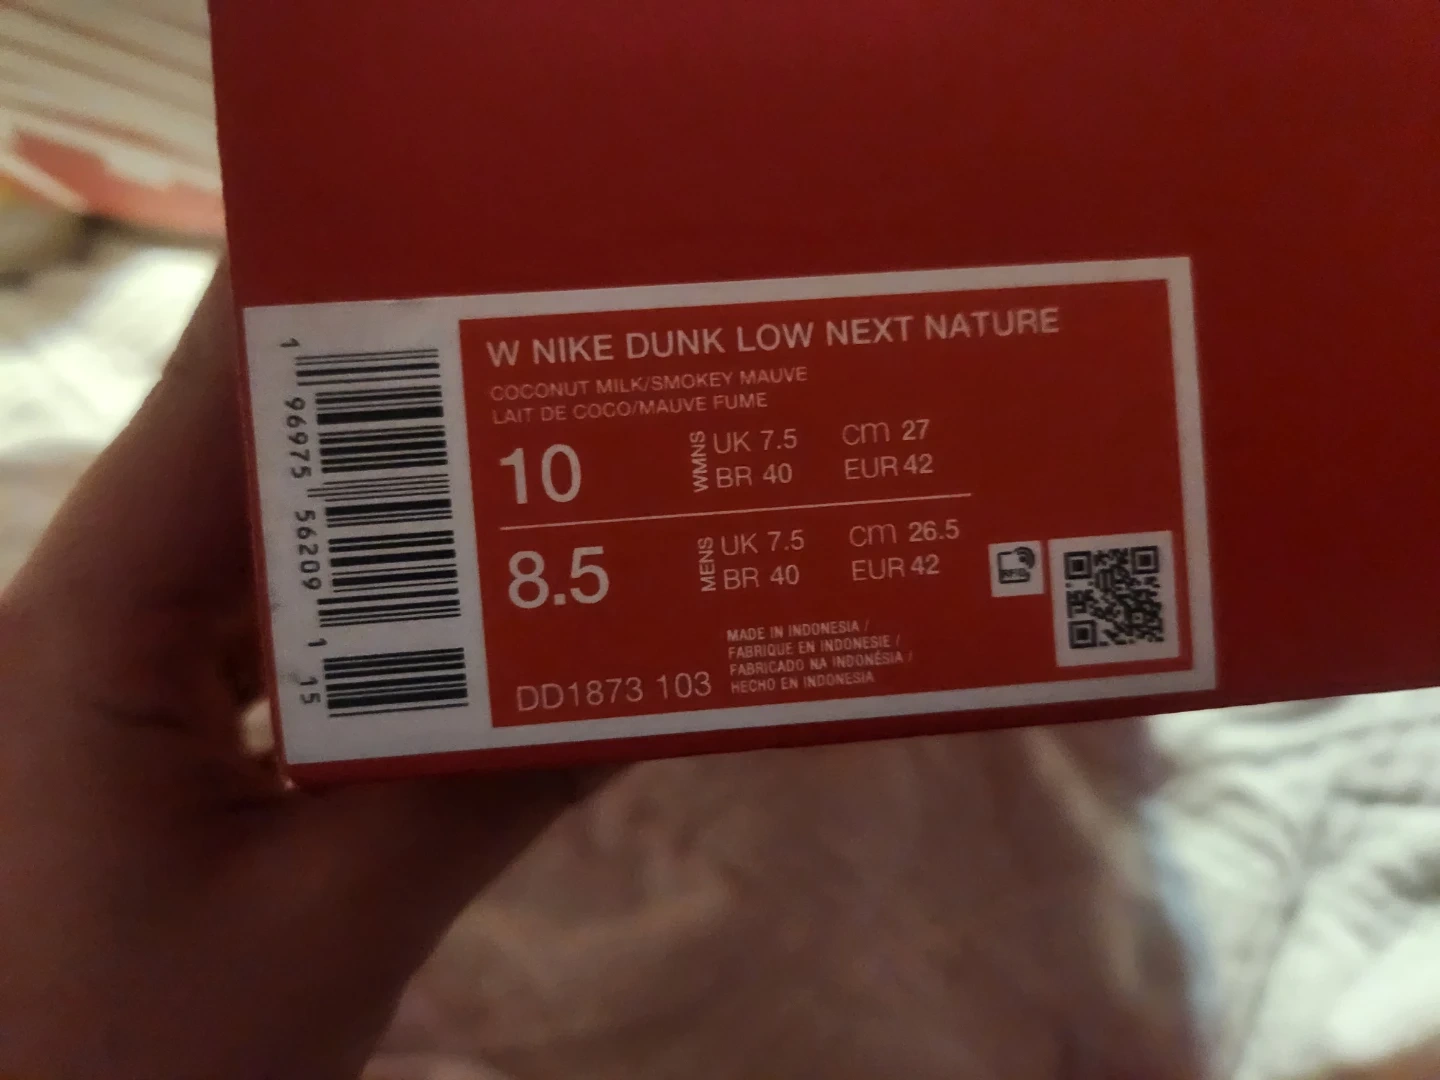 W NIKE DUNK LOW NEXT NATURE
COCONUT MILK/SMOKEY MAUVE
LAIT DE COCO/MAUVE FUME
10 WMNS UK 7.5 cm 27
BR 40 EUR 42
8.5 MENS UK 7.5 cm 26.5
BR 40 EUR 42
RFID
MADE IN INDONESIA /
FABRIQUE EN INDONESIE /
FABRICADO NA INDONÉSIA /
HECHO EN INDONESIA
DD1873 103
1 96975 56209 1 15